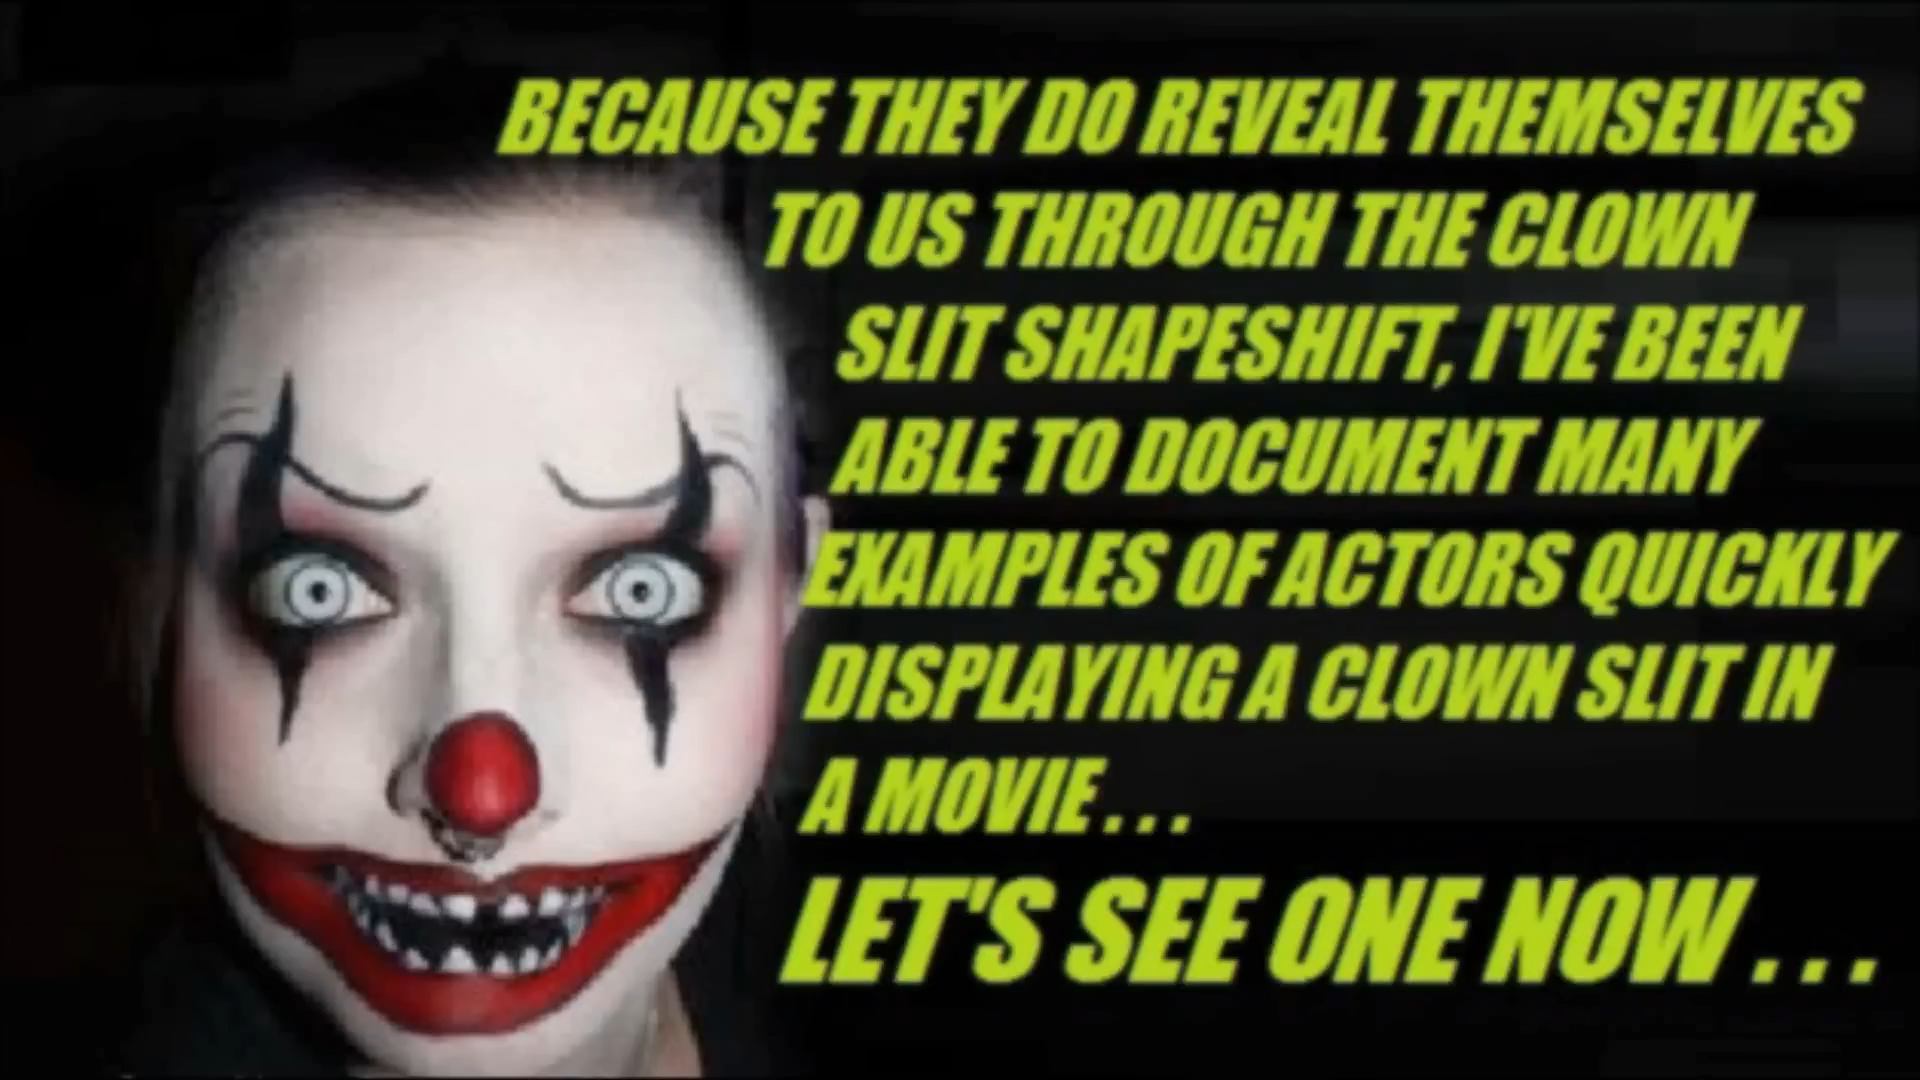 BECAUSE THEY DO REVEAL THEMSELVES
TO US THROUGH THE CLOWN
SLIT SHAPESHIFT, I'VE BEEN
ABLE TO DOCUMENT MANY
EXAMPLES OF ACTORS QUICKLY
DISPLAYING A CLOWN SLIT IN
A MOVIE . . .
LET'S SEE ONE NOW . . .